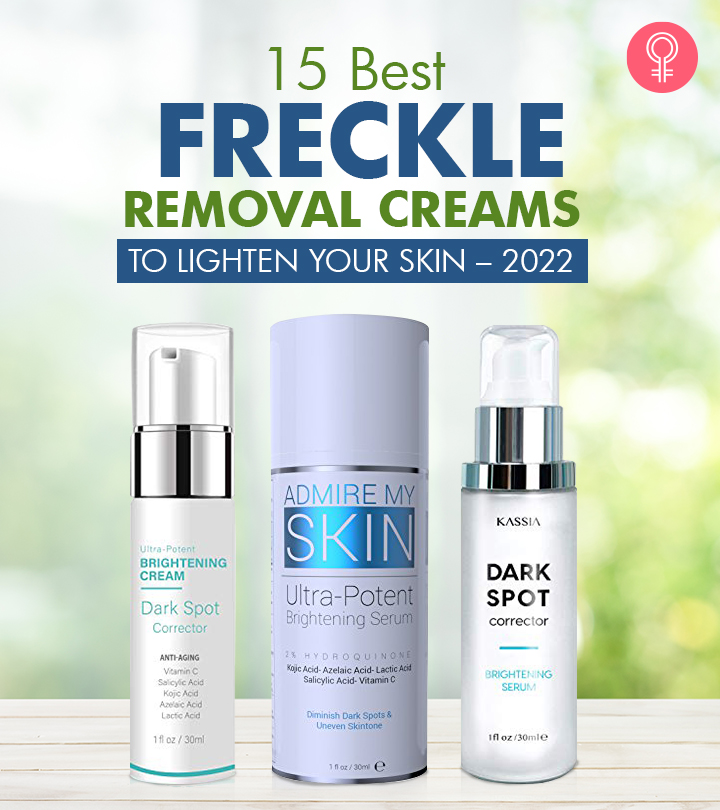 15 Best
FRECKLE
REMOVAL CREAMS
TO LIGHTEN YOUR SKIN – 2022
Ultra-Potent
BRIGHTENING
CREAM
Dark Spot
Corrector
ANTI-AGING
Vitamin C
Salicylic Acid
Kojic Acid
Azelaic Acid
Lactic Acid
1 fl oz / 30ml
ADMIRE MY
SKIN
Ultra-Potent
Brightening Serum
2% HYDROQUINONE
Kojic Acid- Azelaic Acid- Lactic Acid
Salicylic Acid- Vitamin C
Diminish Dark Spots &
Uneven Skintone
1 fl oz / 30ml ℮
KASSIA
DARK
SPOT
corrector
BRIGHTENING
SERUM
1 fl oz /30ml℮